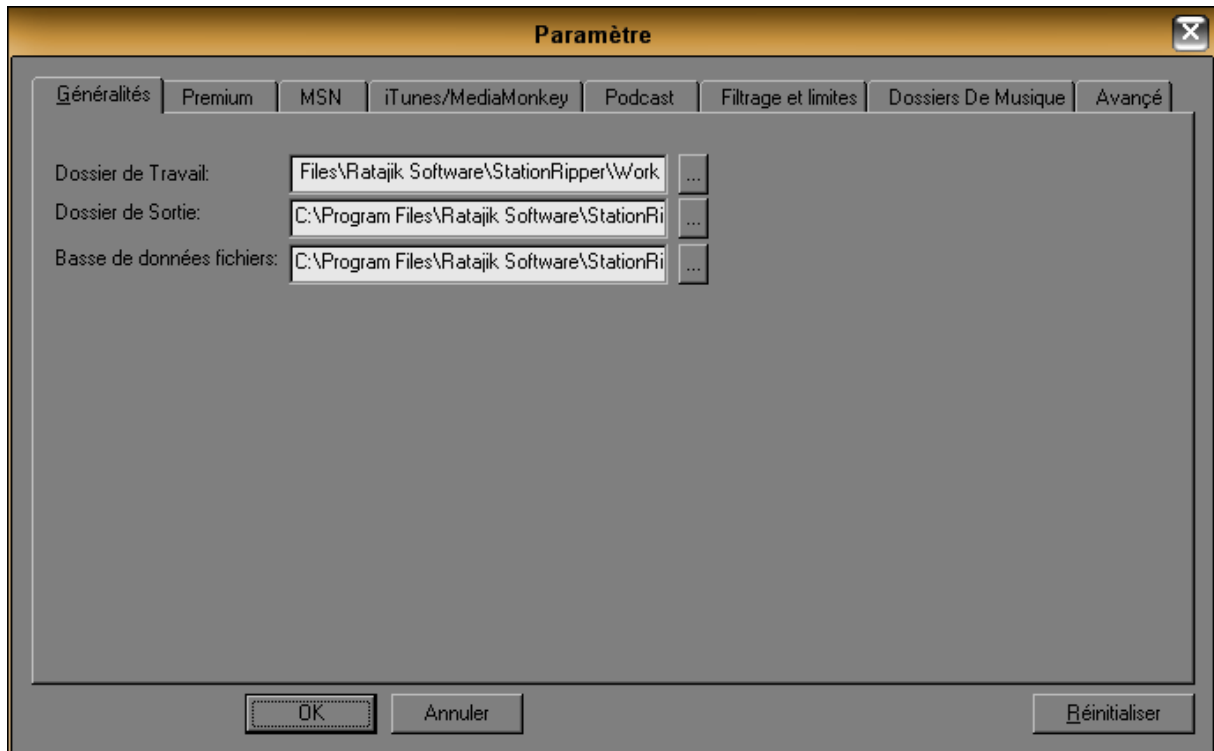 Paramètre
Généralités Premium MSN iTunes/MediaMonkey Podcast Filtrage et limites Dossiers De Musique Avançé
Dossier de Travail: Files\Ratajik Software\StationRipper\Work ...
Dossier de Sortie: C:\Program Files\Ratajik Software\StationRi ...
Basse de données fichiers: C:\Program Files\Ratajik Software\StationRi ...
OK Annuler Réinitialiser